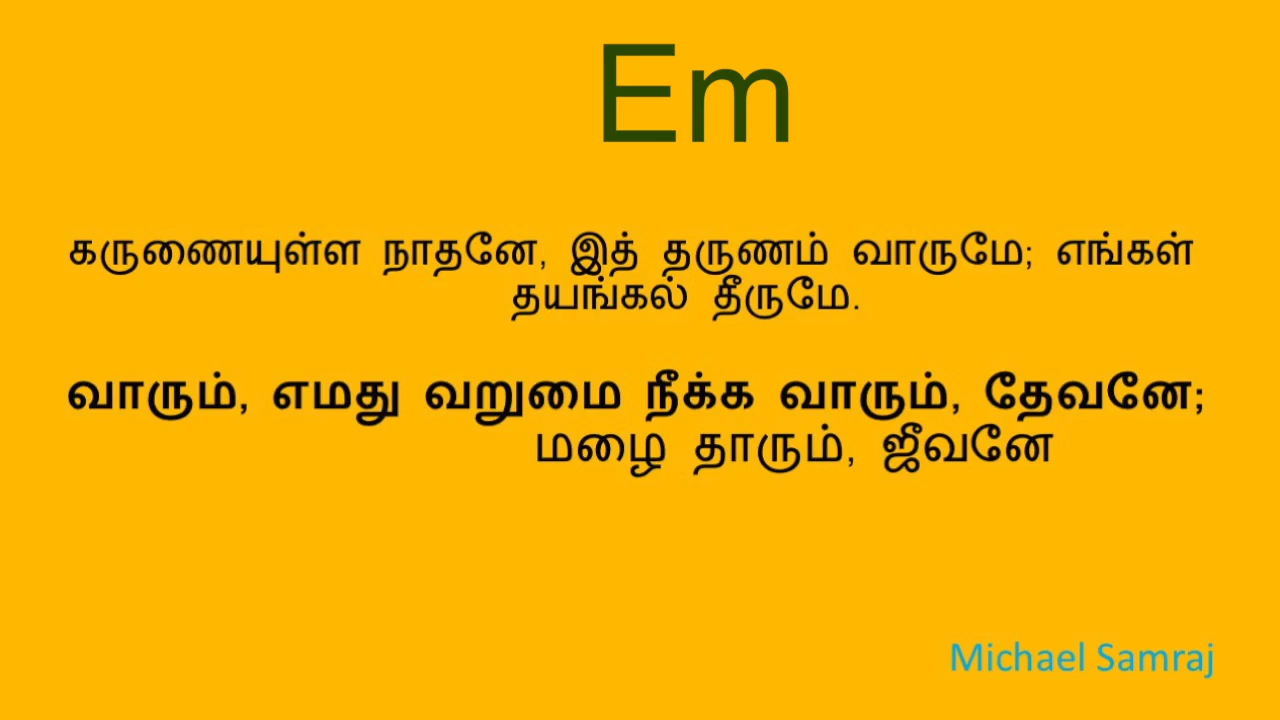 Em
கருணையுள்ள நாதனே, இத் தருணம் வாருமே; எங்கள்
தயங்கல் தீருமே.
வாரும், எமது வறுமை நீக்க வாரும், தேவனே;
மழை தாரும், ஜீவனே
Michael Samraj